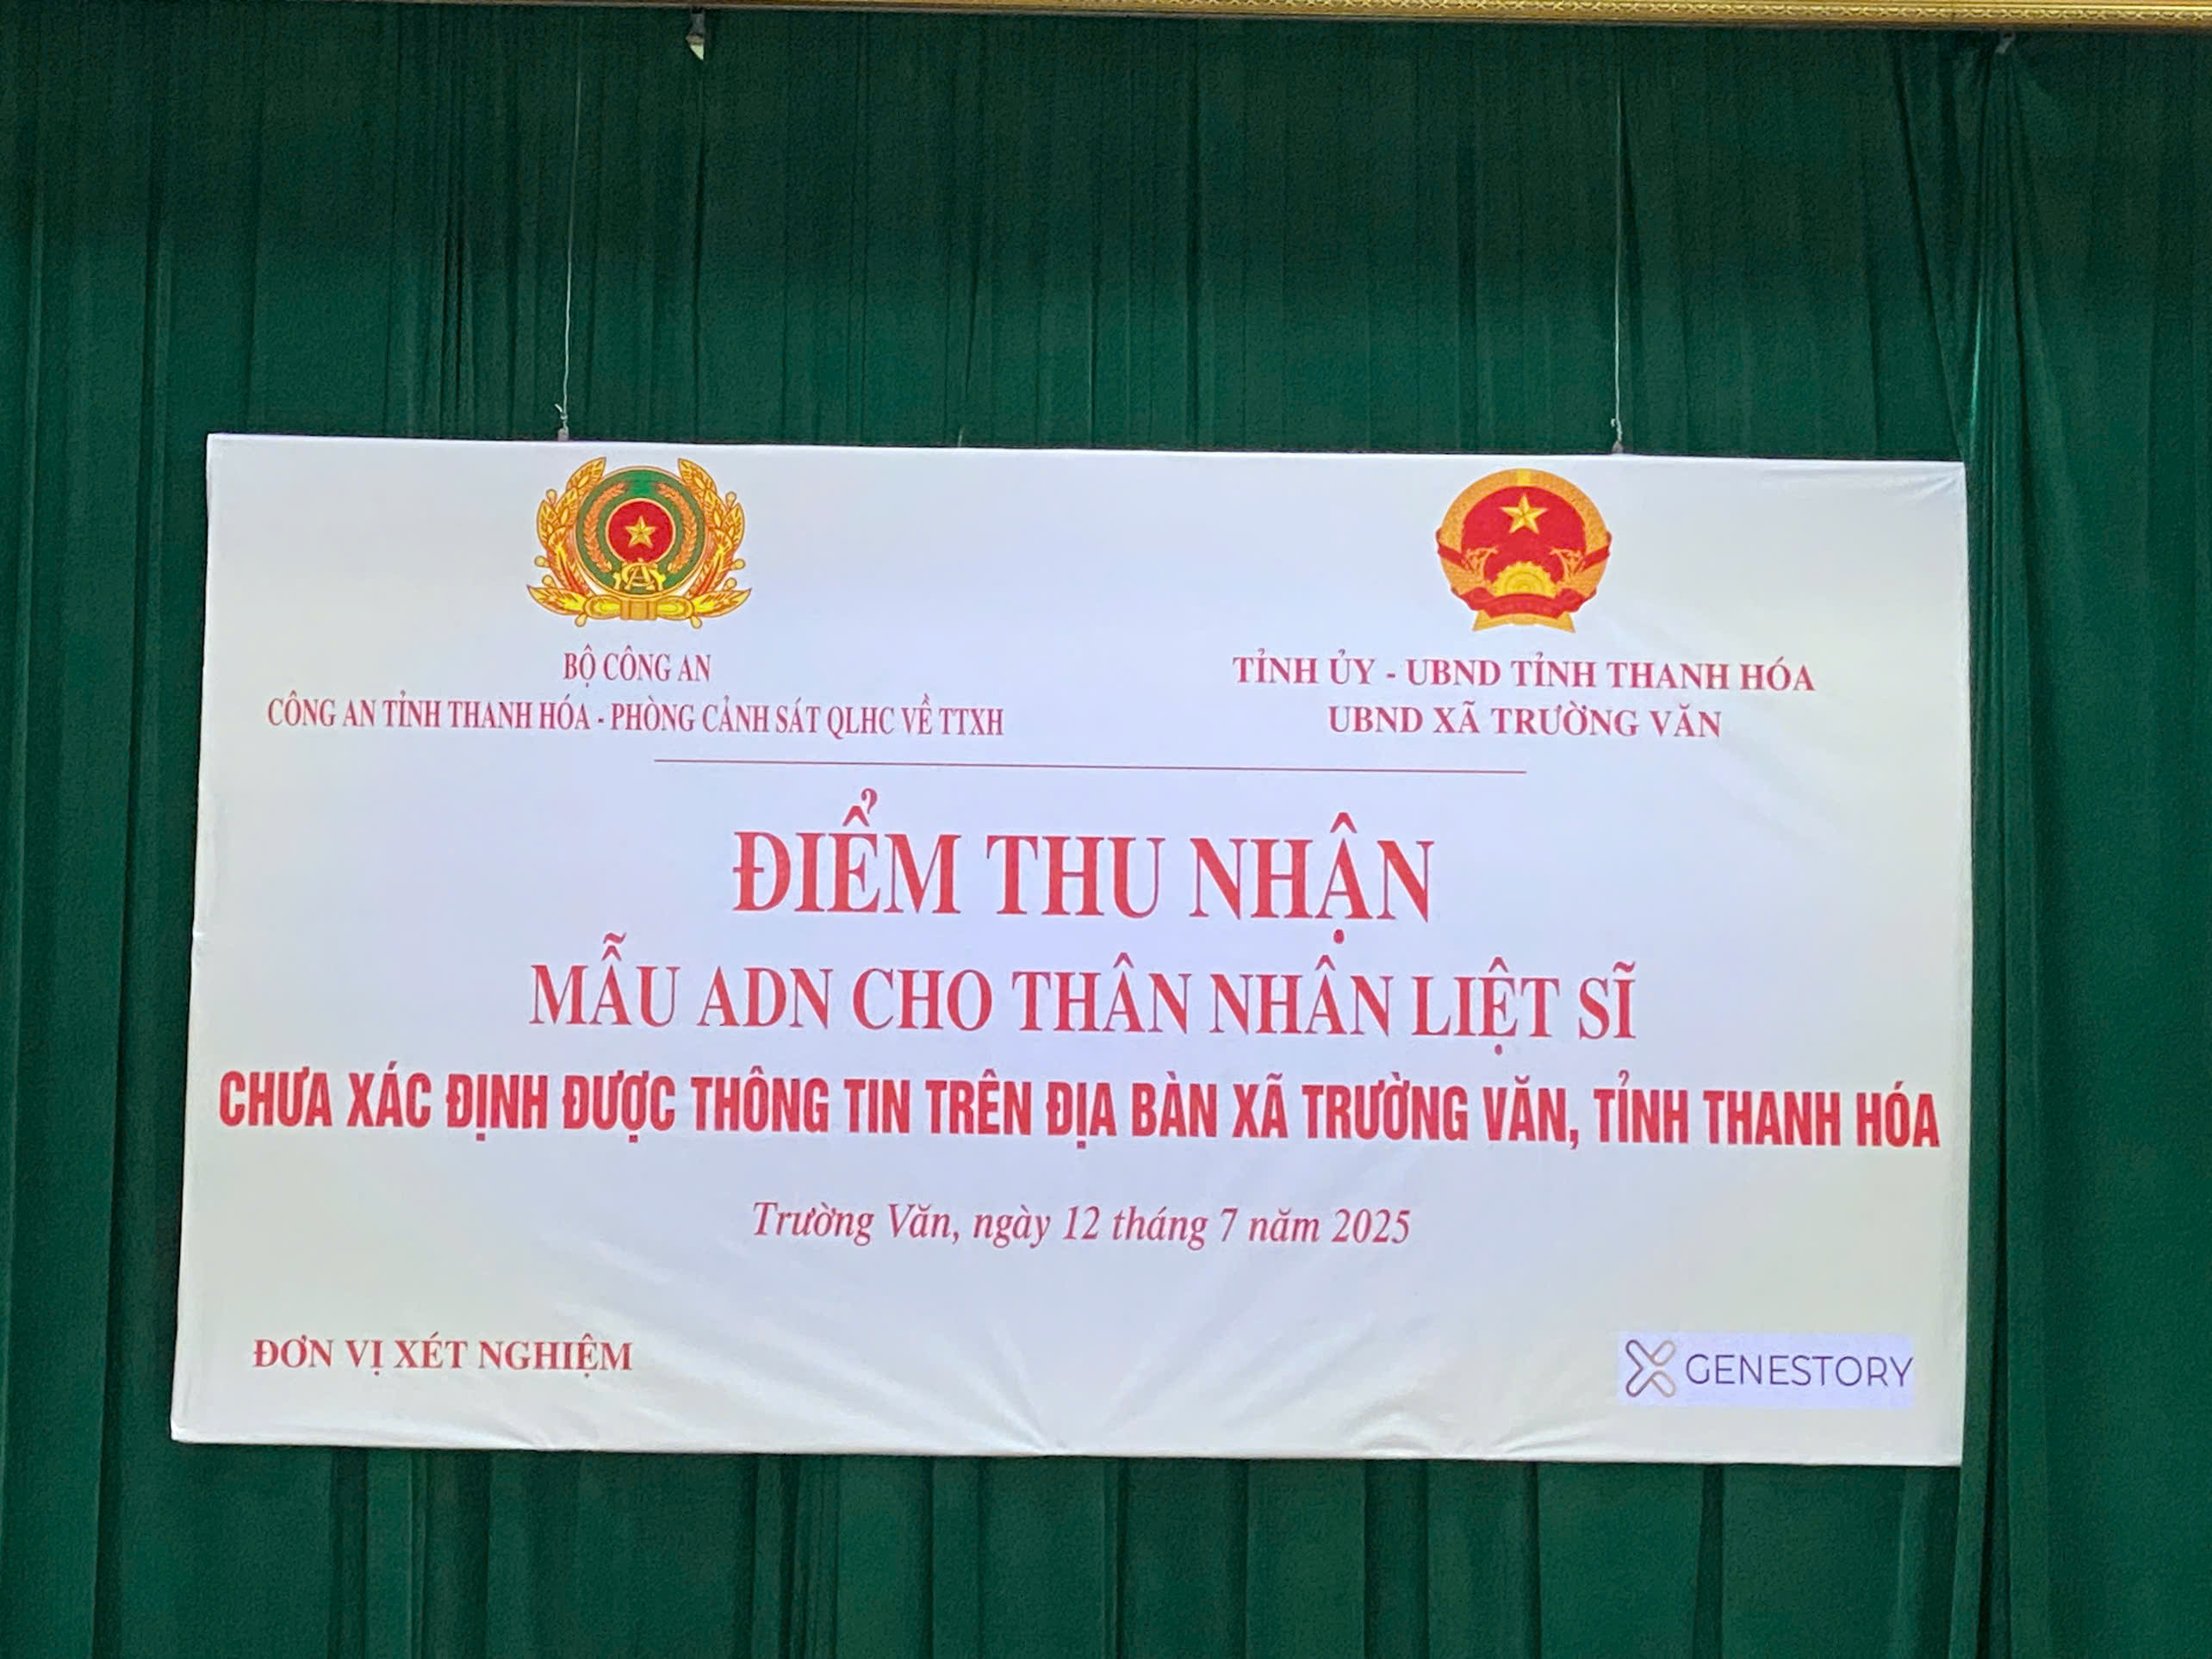 BỘ CÔNG AN
CÔNG AN TỈNH THANH HÓA - PHÒNG CẢNH SÁT QLHC VỀ TTXH
TỈNH ỦY - UBND TỈNH THANH HÓA
UBND XÃ TRƯỜNG VĂN
ĐIỂM THU NHẬN
MẪU ADN CHO THÂN NHÂN LIỆT SĨ
CHƯA XÁC ĐỊNH ĐƯỢC THÔNG TIN TRÊN ĐỊA BÀN XÃ TRƯỜNG VĂN, TỈNH THANH HÓA
Trường Văn, ngày 12 tháng 7 năm 2025
ĐƠN VỊ XÉT NGHIỆM
GENESTORY